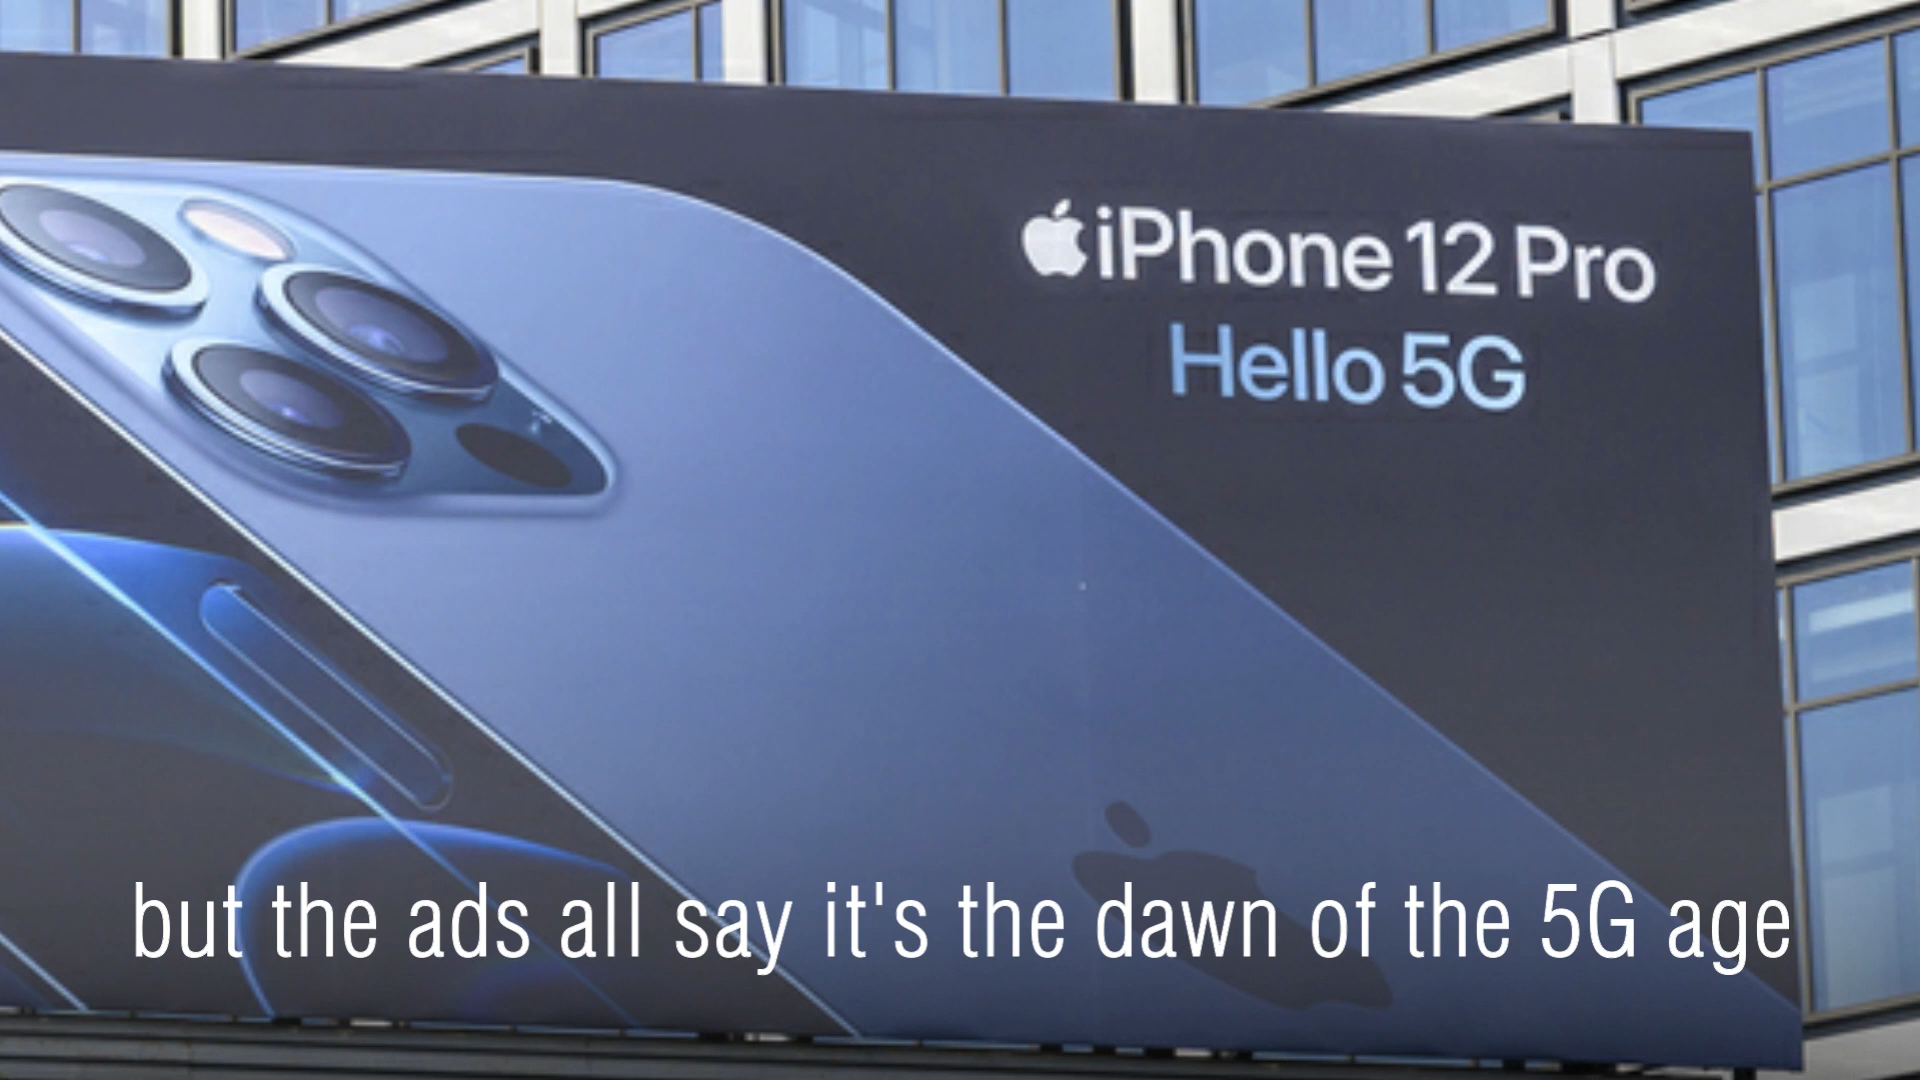 iPhone 12 Pro
Hello 5G
but the ads all say it's the dawn of the 5G age